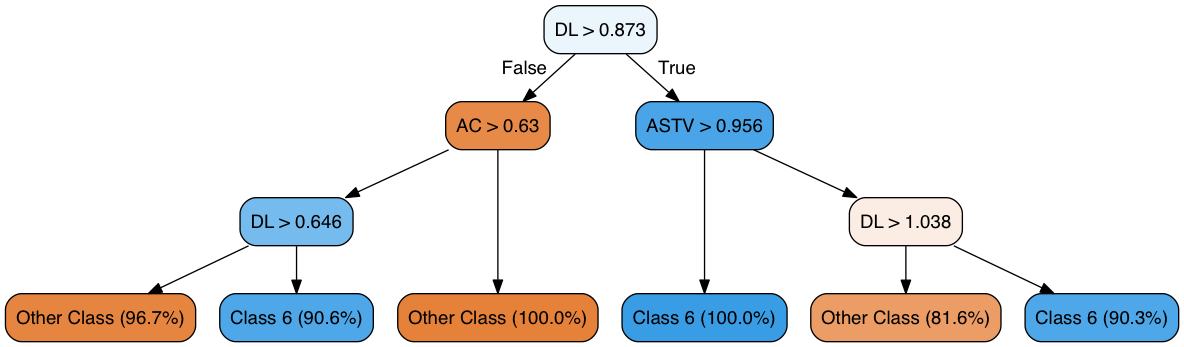 DL > 0.873
False
True
AC > 0.63
ASTV > 0.956
DL > 0.646
DL > 1.038
Other Class (96.7%)
Class 6 (90.6%)
Other Class (100.0%)
Class 6 (100.0%)
Other Class (81.6%)
Class 6 (90.3%)